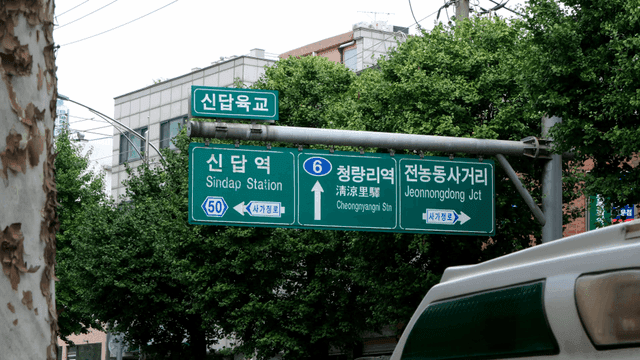 신답육교
신답역
Sindap Station
50
사가정로
6
청량리역
淸凉里驛
Cheongnyangni Stn
전농동사거리
Jeonnongdong Jct
사가정로